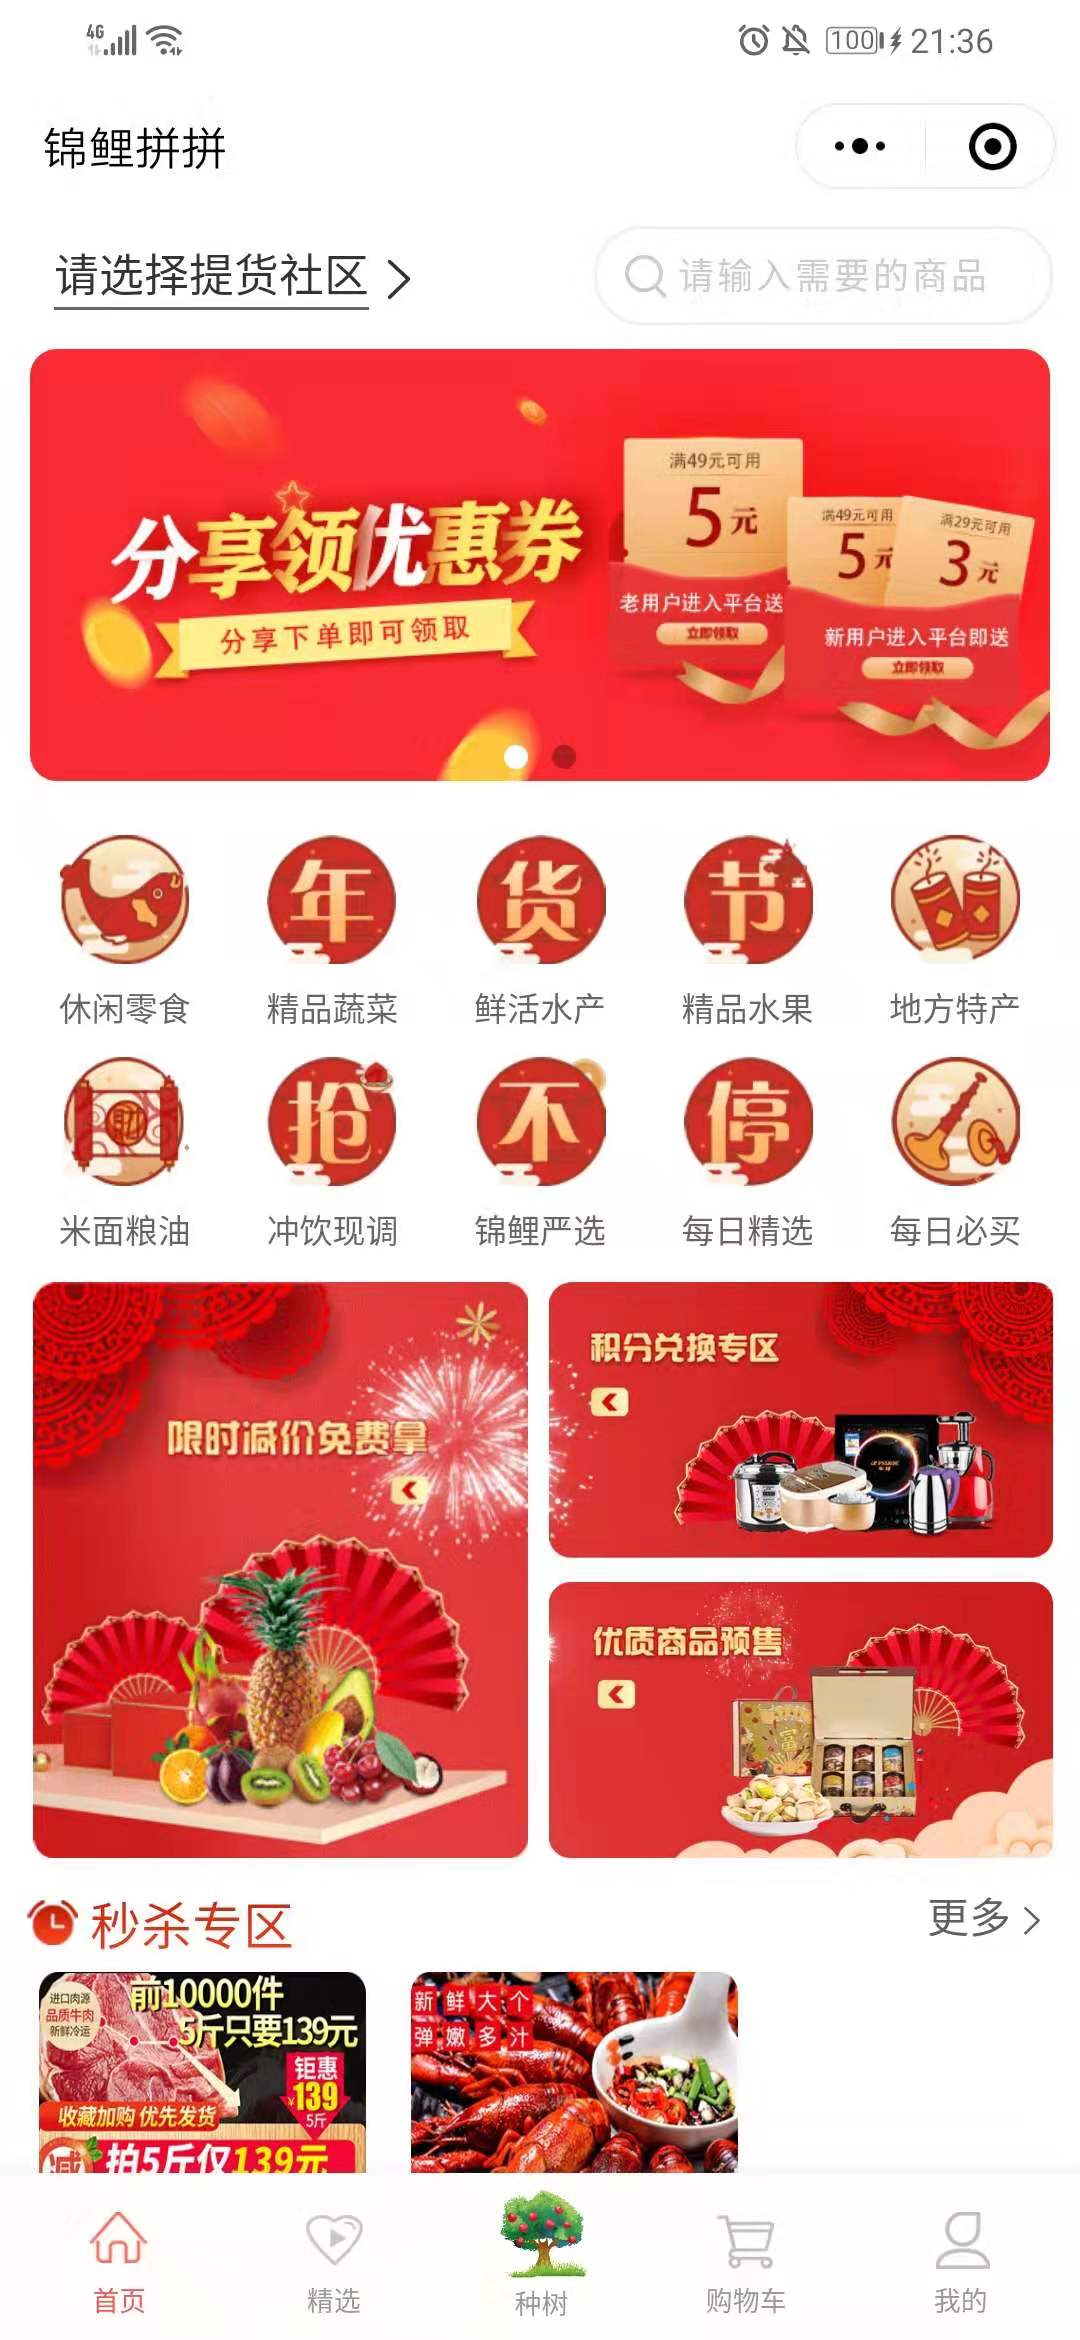 4G
100
21:36
锦鲤拼拼
请选择提货社区
请输入需要的商品
分享领优惠券
分享下单即可领取
满49元可用
5元
老用户进入平台送
立即领取
满49元可用
5元
满29元可用
3元
新用户进入平台即送
立即领取
年
货
节
休闲零食
精品蔬菜
鲜活水产
精品水果
地方特产
财
抢
不
停
米面粮油
冲饮现调
锦鲤严选
每日精选
每日必买
限时减价免费拿
积分兑换专区
优质商品预售
富
秒杀专区
更多
进口肉源
品质牛肉
新鲜冷运
前10000件
5斤只要139元
钜惠
¥139
5斤
收藏加购 优先发货
减
拍5斤仅139元
新鲜大个
弹嫩多汁
首页
精选
种树
购物车
我的